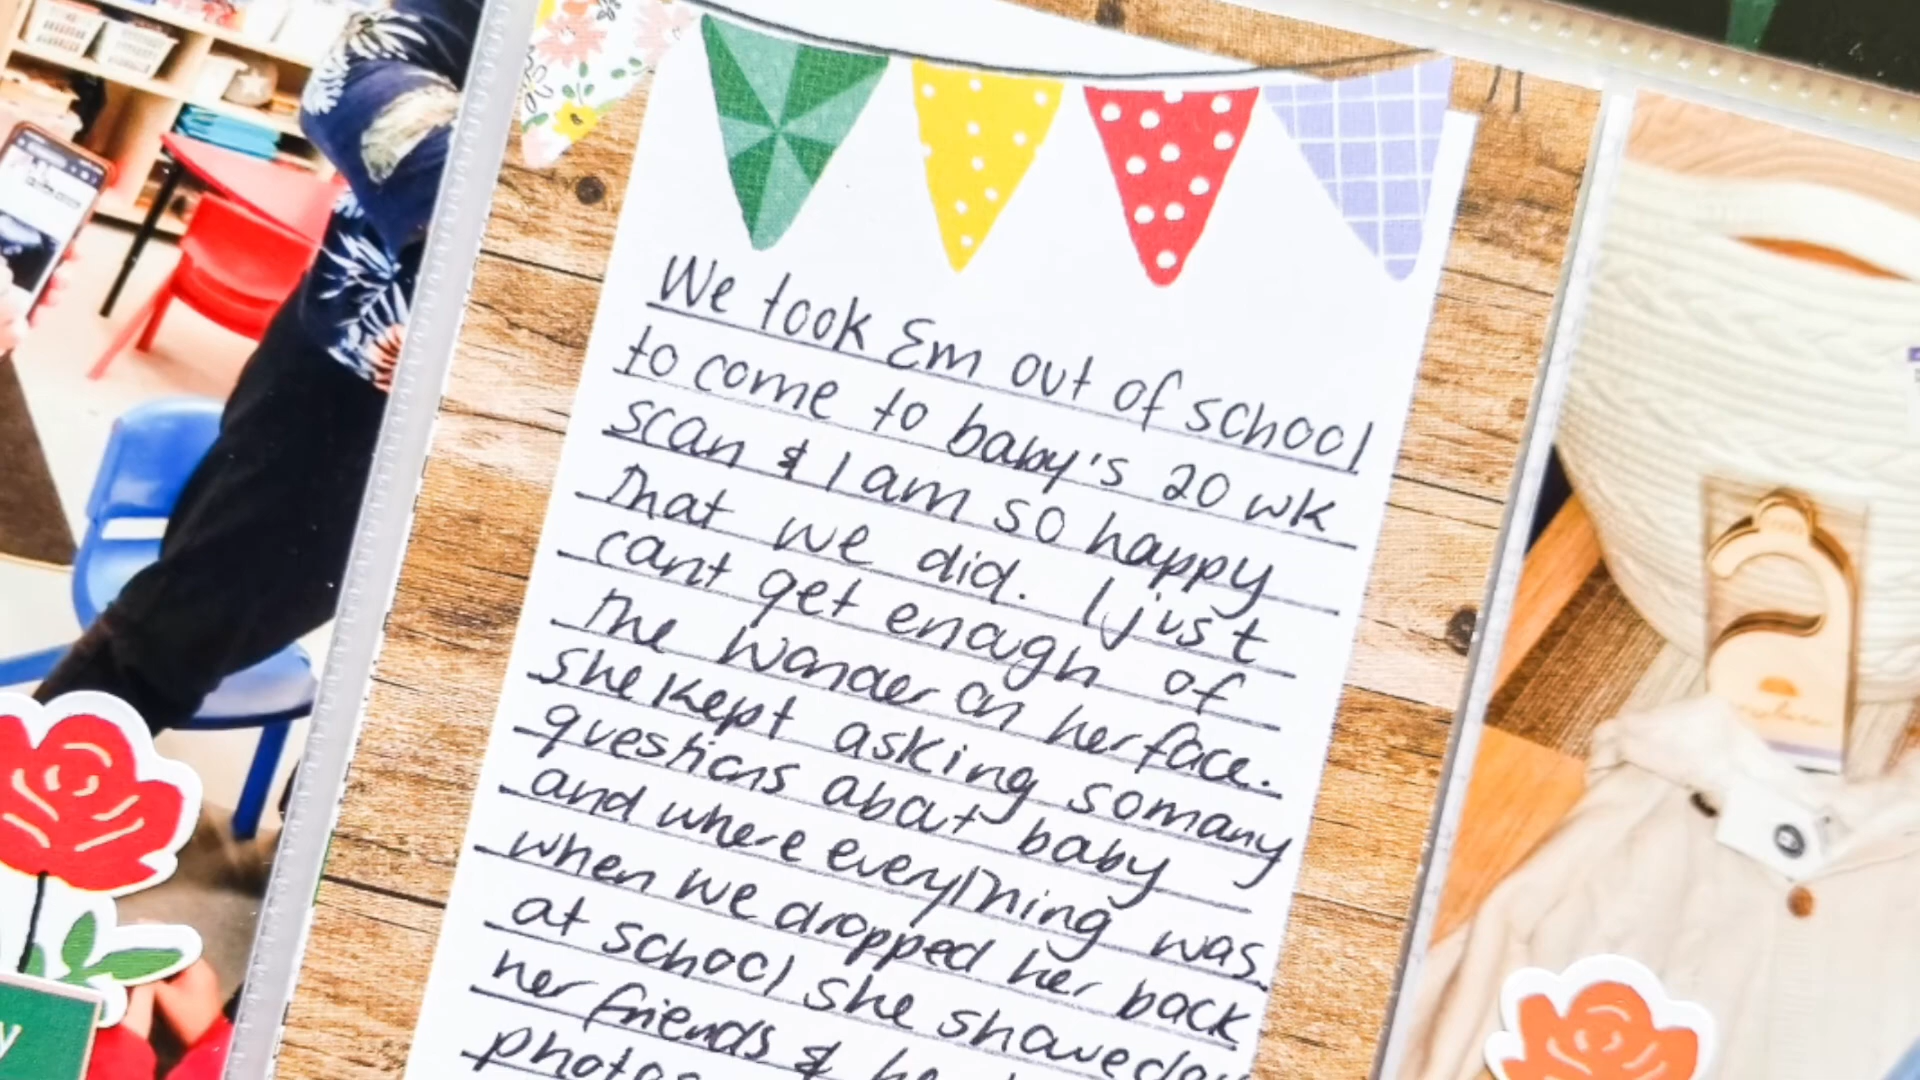 We took Em out of school
to come to baby's 20 wk
scan & I am so happy
that we did. I just
cant get enough of
the wonder on her face.
She kept asking so many
questions about baby
and where everything was
when we dropped her back
at school she showed
her friends &
photos